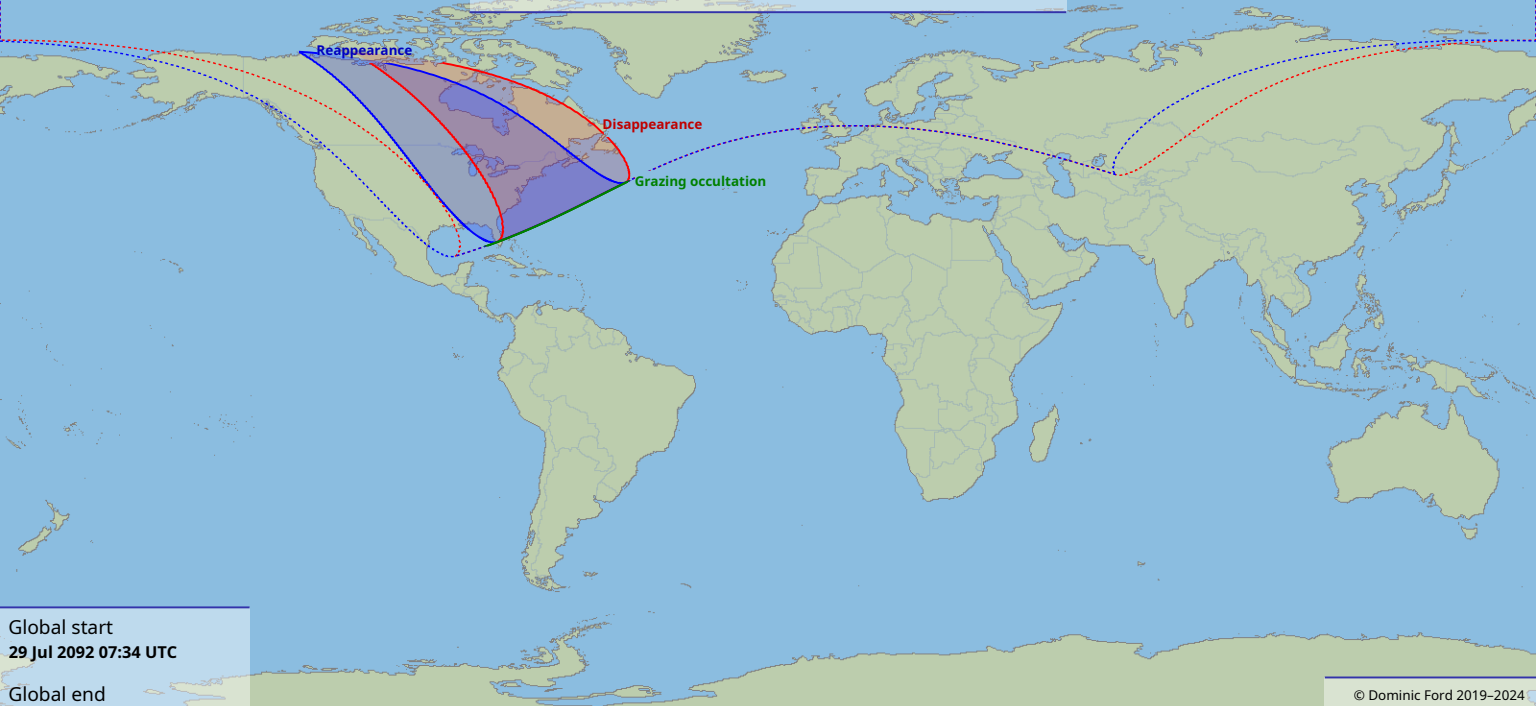 Reappearance
Disappearance
Grazing occultation
Global start
29 Jul 2092 07:34 UTC
Global end
© Dominic Ford 2019–2024